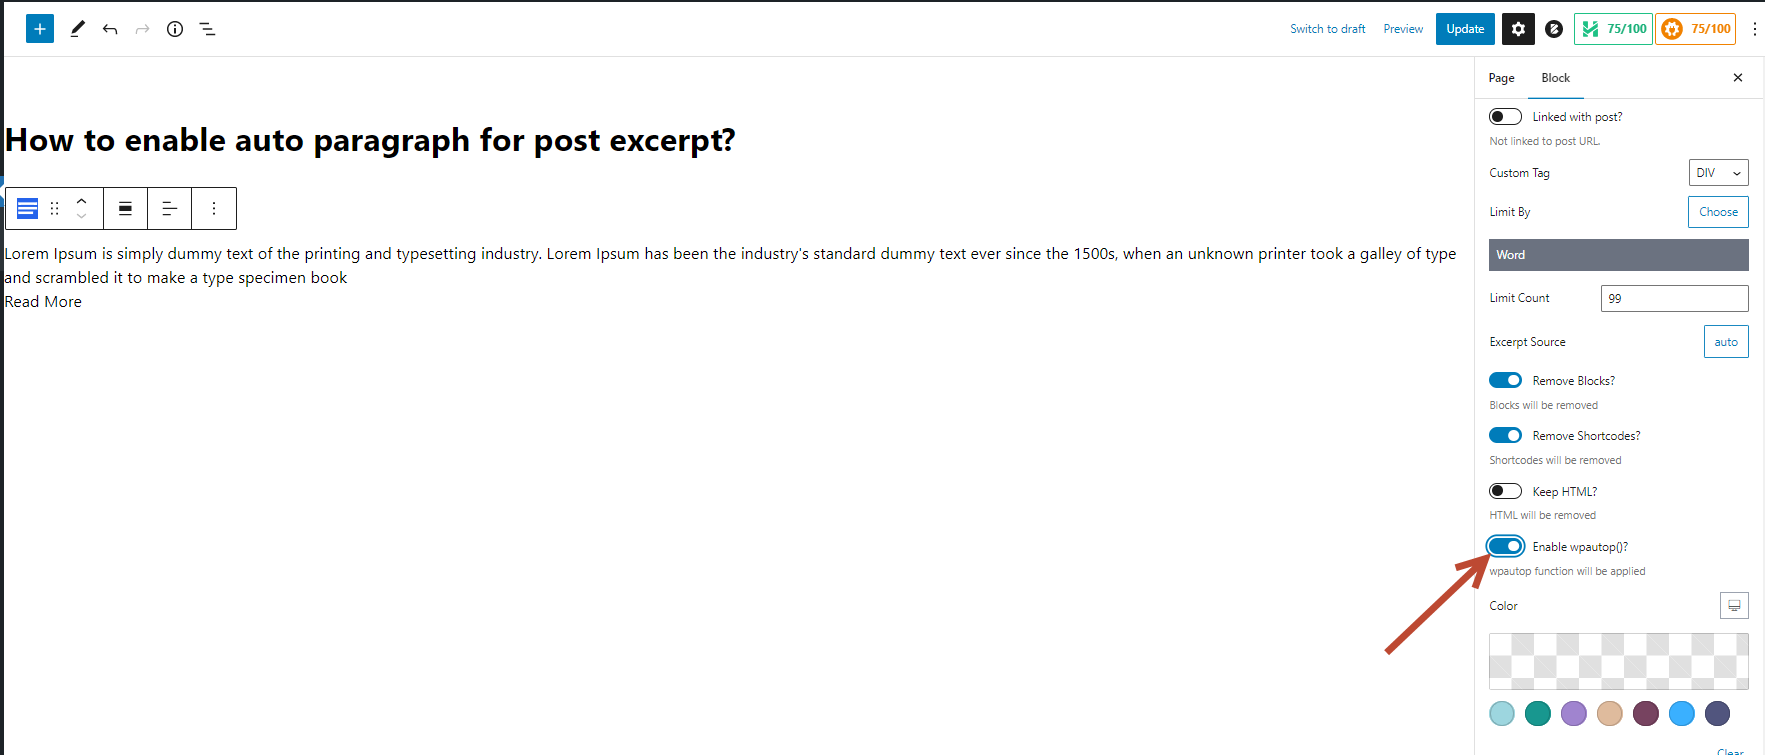 Switch to draft Preview Update 75/100 75/100
Page Block
How to enable auto paragraph for post excerpt?
Lorem Ipsum is simply dummy text of the printing and typesetting industry. Lorem Ipsum has been the industry's standard dummy text ever since the 1500s, when an unknown printer took a galley of type
and scrambled it to make a type specimen book
Read More
Linked with post?
Not linked to post URL.
Custom Tag DIV
Limit By Choose
Word
Limit Count 99
Excerpt Source auto
Remove Blocks?
Blocks will be removed
Remove Shortcodes?
Shortcodes will be removed
Keep HTML?
HTML will be removed
Enable wpautop()?
wpautop function will be applied
Color
Clear